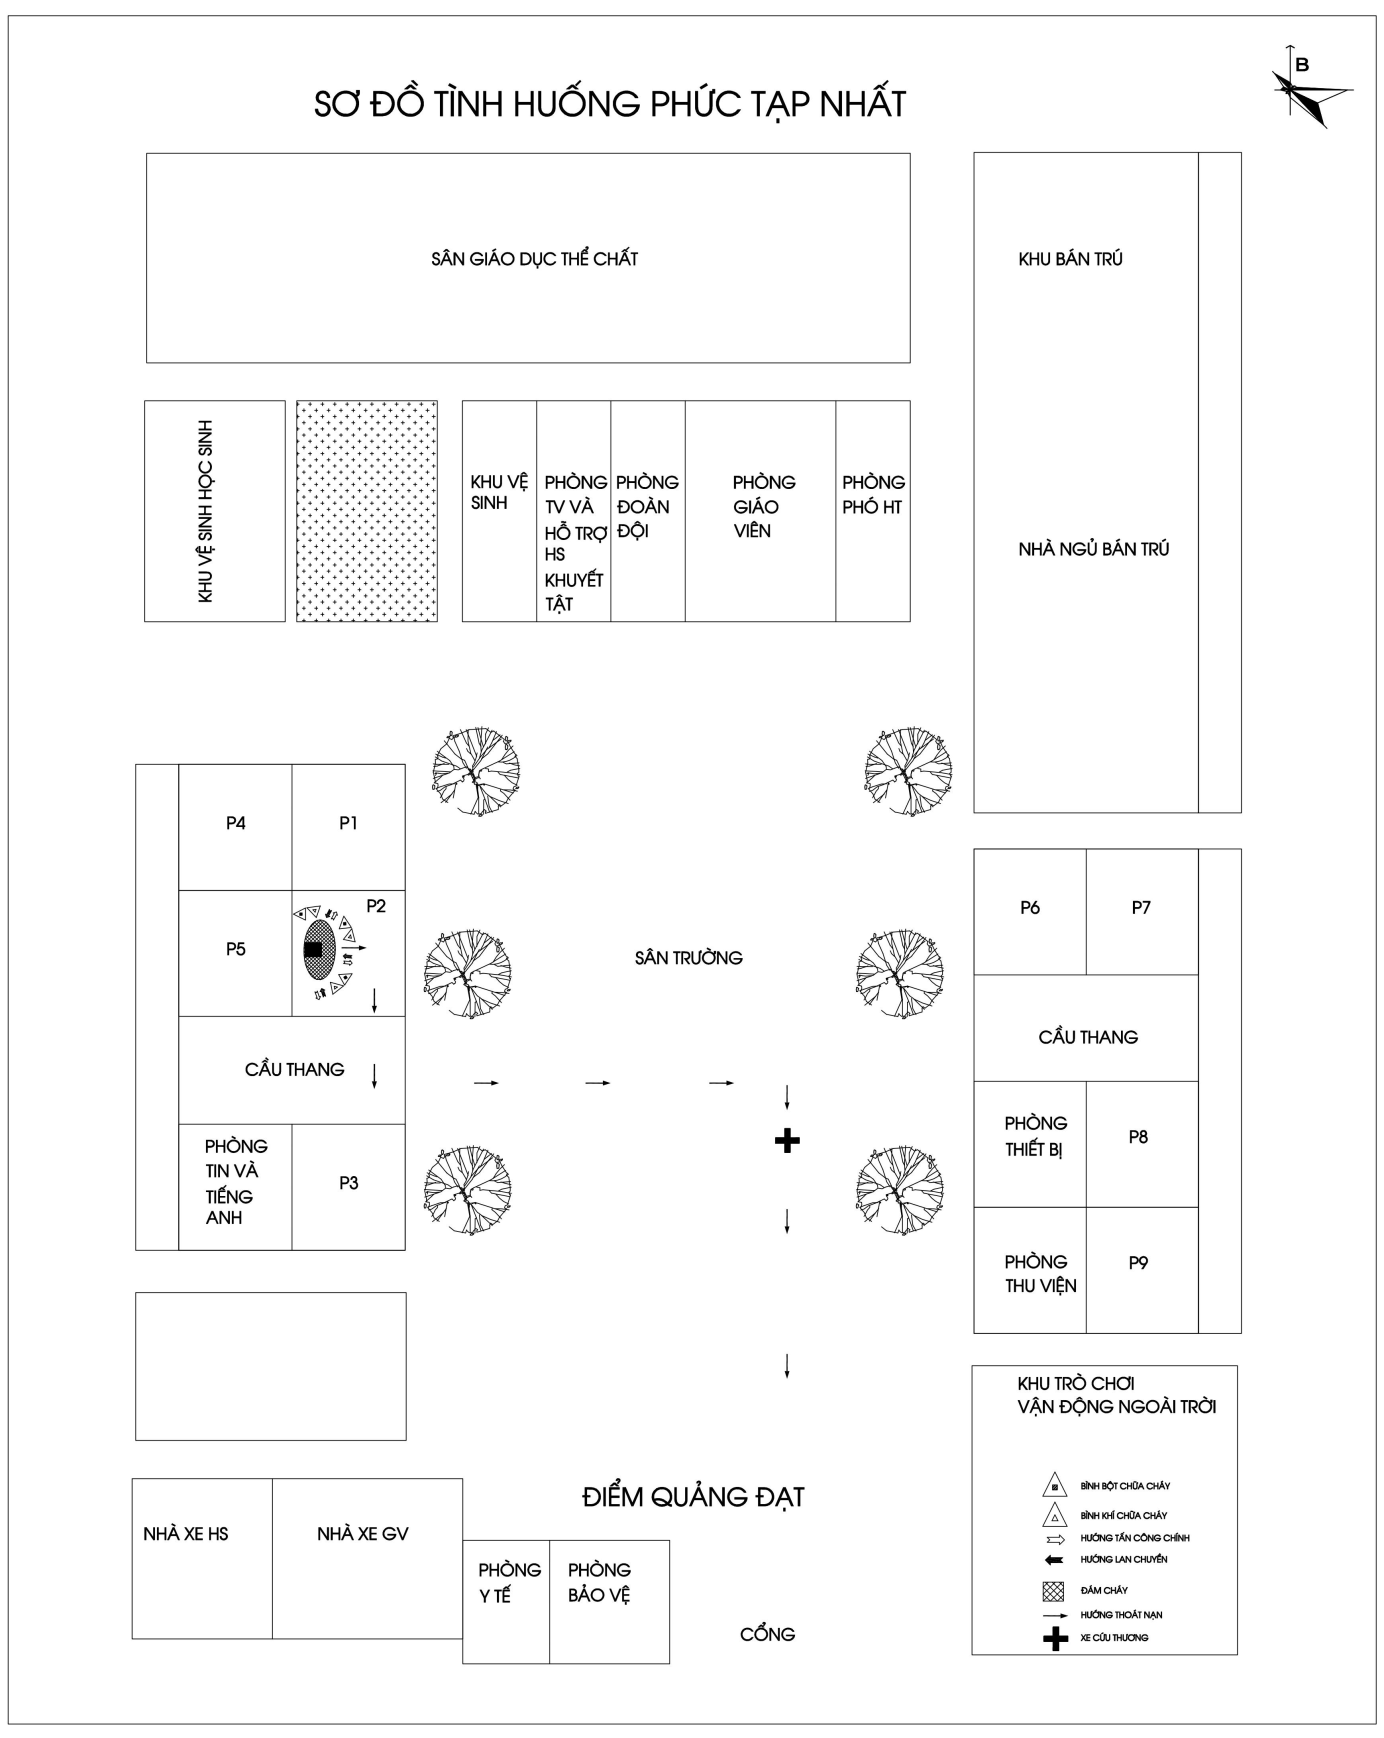 B
SƠ ĐỒ TÌNH HUỐNG PHỨC TẠP NHẤT
SÂN GIÁO DỤC THỂ CHẤT
KHU BÁN TRÚ
KHU VỆ SINH HỌC SINH
KHU VỆ
SINH
PHÒNG
TV VÀ
HỖ TRỢ
HS
KHUYẾT
TẬT
PHÒNG
ĐOÀN
ĐỘI
PHÒNG
GIÁO
VIÊN
PHÒNG
PHÓ HT
NHÀ NGỦ BÁN TRÚ
P4
P1
P2
P5
SÂN TRƯỜNG
P6
P7
CẦU THANG
CẦU THANG
PHÒNG
TIN VÀ
TIẾNG
ANH
P3
PHÒNG
THIẾT BỊ
P8
PHÒNG
THU VIỆN
P9
KHU TRÒ CHƠI
VẬN ĐỘNG NGOÀI TRỜI
BÌNH BỘT CHỮA CHÁY
BÌNH KHÍ CHỮA CHÁY
HƯỚNG TẤN CÔNG CHÍNH
HƯỚNG LAN CHUYỀN
ĐÁM CHÁY
HƯỚNG THOÁT NẠN
XE CỨU THƯƠNG
ĐIỂM QUẢNG ĐẠT
NHÀ XE HS
NHÀ XE GV
PHÒNG
Y TẾ
PHÒNG
BẢO VỆ
CỔNG